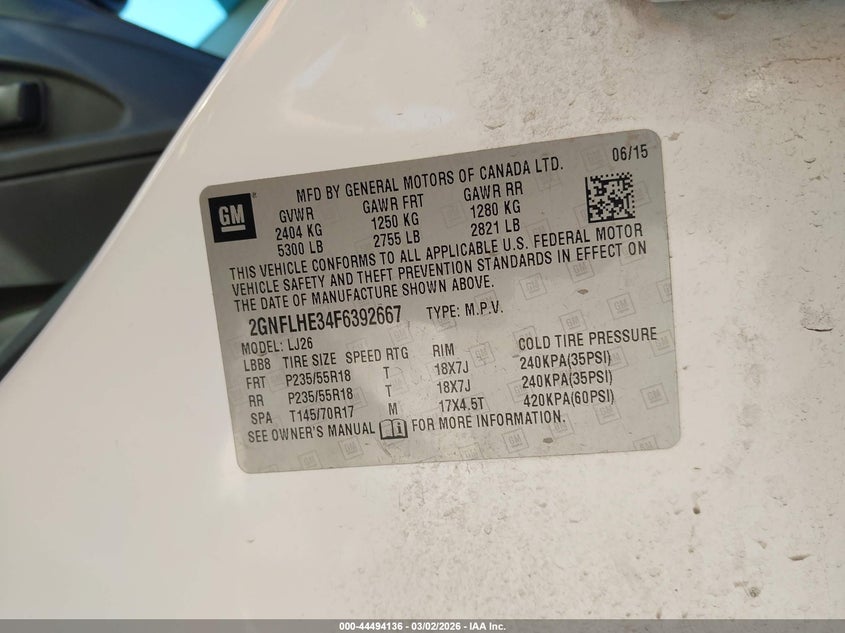 06/15
MFD BY GENERAL MOTORS OF CANADA LTD.
GM
GVWR GAWR FRT GAWR RR
2404 KG 1250 KG 1280 KG
5300 LB 2755 LB 2821 LB
THIS VEHICLE CONFORMS TO ALL APPLICABLE U.S. FEDERAL MOTOR
VEHICLE SAFETY AND THEFT PREVENTION STANDARDS IN EFFECT ON
THE DATE OF MANUFACTURE SHOWN ABOVE.
2GNFLHE34F6392667 TYPE: M.P.V.
MODEL: LJ26
LBB8 TIRE SIZE SPEED RTG RIM COLD TIRE PRESSURE
FRT P235/55R18 T 18X7J 240KPA(35PSI)
RR P235/55R18 T 18X7J 240KPA(35PSI)
SPA T145/70R17 M 17X4.5T 420KPA(60PSI)
SEE OWNER'S MANUAL FOR MORE INFORMATION.
000-44494136 - 03/02/2026 - IAA Inc.